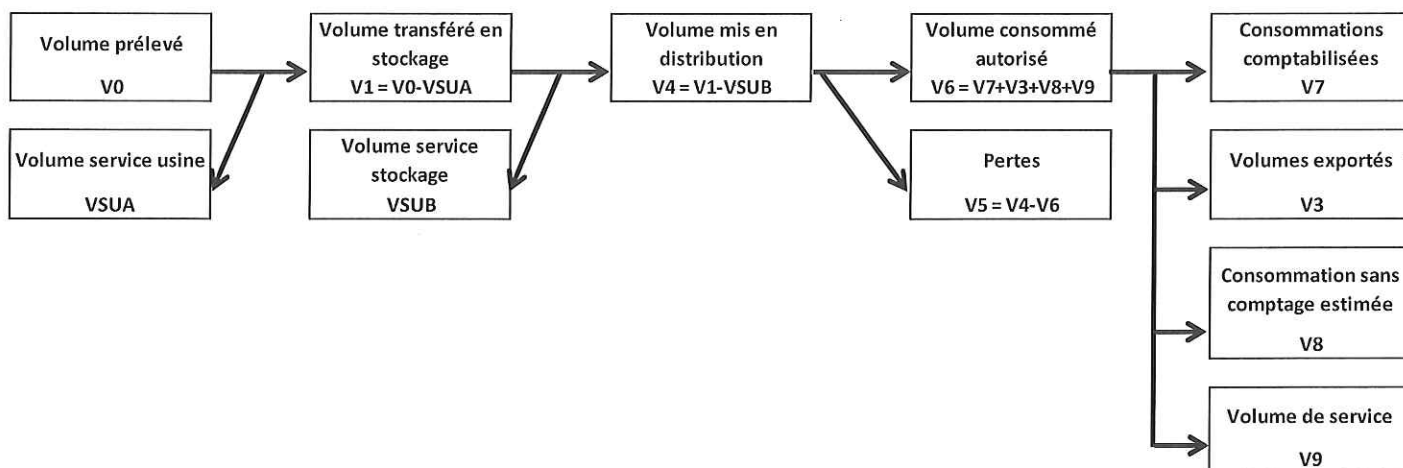 Volume prélevé
V0
Volume transféré en
stockage
V1 = V0-VSUA
Volume mis en
distribution
V4 = V1-VSUB
Volume consommé
autorisé
V6 = V7+V3+V8+V9
Consommations
comptabilisées
V7
Volume service usine
VSUA
Volume service
stockage
VSUB
Pertes
V5 = V4-V6
Volumes exportés
V3
Consommation sans
comptage estimée
V8
Volume de service
V9